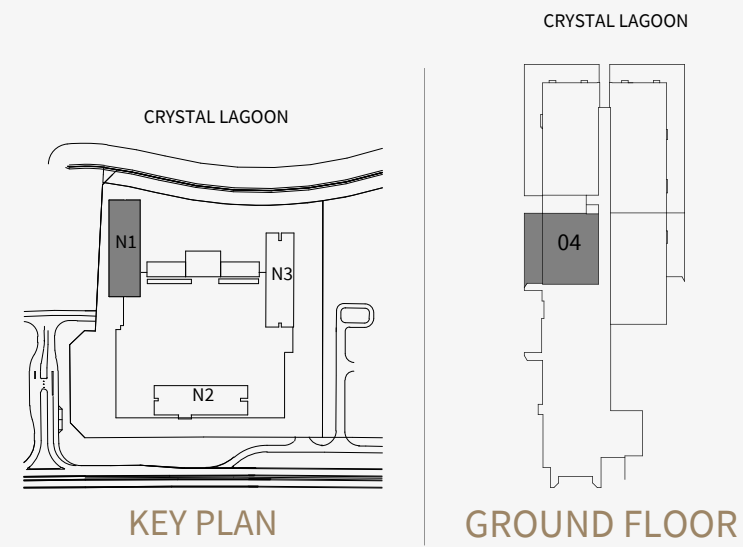 CRYSTAL LAGOON
N1
N3
N2
KEY PLAN
CRYSTAL LAGOON
04
GROUND FLOOR